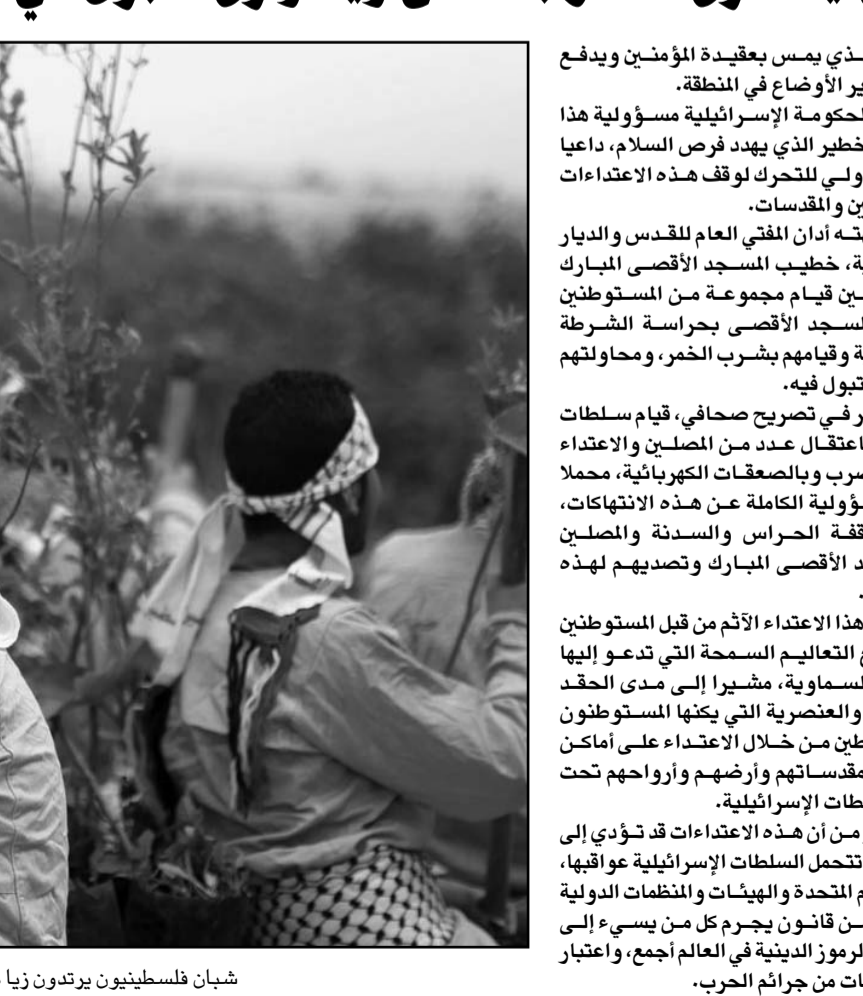 ـذي يمس بعقيدة المؤمنين ويدفع
ير الأوضاع في المنطقة.
لحكومة الإسرائيلية مسؤولية هذا
خطير الذي يهدد فرص السلام، داعيا
ولي للتحرك لوقف هذه الاعتداءات
ين والمقدسات.
ته أدان المفتي العام للقدس والديار
ية، خطيب المسجد الأقصى المبارك
ين قيام مجموعة من المستوطنين
لسجد الأقصى بحراسة الشرطة
ة وقيامهم بشرب الخمر، ومحاولتهم
تبول فيه.
ر في تصريح صحافي، قيام سلطات
اعتقال عدد من المصلين والاعتداء
ضرب وبالصعقات الكهربائية، محملا
ؤولية الكاملة عن هذه الانتهاكات،
قفة الحراس والسدنة والمصلين
د الأقصى المبارك وتصديهم لهذه
.
هذا الاعتداء الآثم من قبل المستوطنين
ع التعاليم السمحة التي تدعو إليها
لسماوية، مشيرا إلى مدى الحقد
والعنصرية التي يكنها المستوطنون
طين من خلال الاعتداء على أماكن
مقدساتهم وأرضهم وأرواحهم تحت
طات الإسرائيلية.
من أن هذه الاعتداءات قد تؤدي إلى
تتحمل السلطات الإسرائيلية عواقبها،
م المتحدة والهيئات والمنظمات الدولية
ن قانون يجرم كل من يسيء إلى
لرموز الدينية في العالم أجمع، واعتبار
ات من جرائم الحرب.
شبان فلسطينيون يرتدون زيا